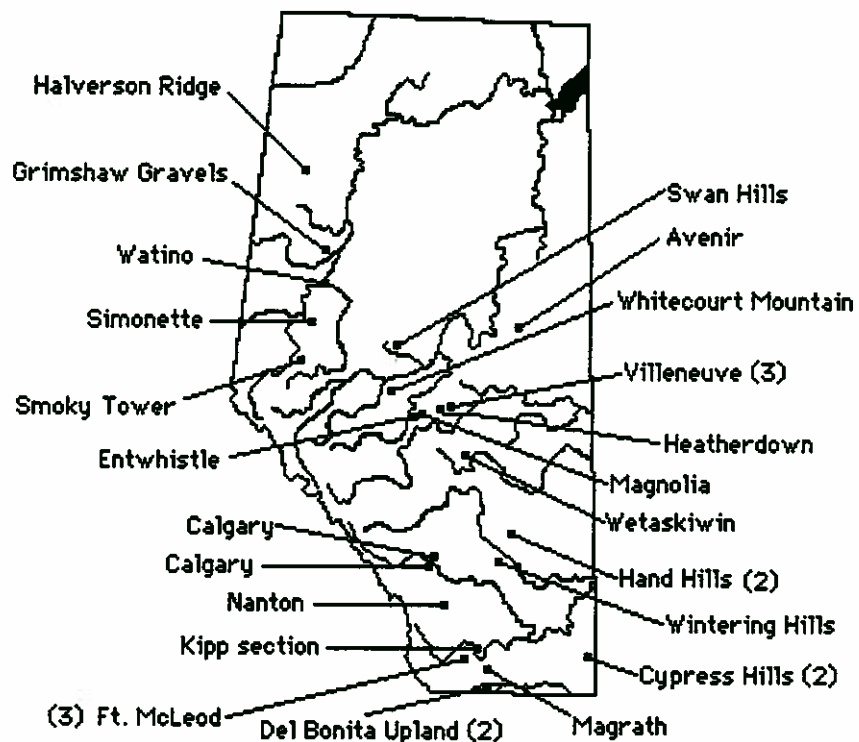 Halverson Ridge
Grimshaw Gravels
Swan Hills
Avenir
Watino
Whitecourt Mountain
Simonette
Villeneuve (3)
Smoky Tower
Heatherdown
Entwhistle
Magnolia
Wetaskiwin
Calgary
Calgary
Hand Hills (2)
Nanton
Wintering Hills
Kipp section
Cypress Hills (2)
(3) Ft. McLeod
Del Bonita Upland (2)
Magrath